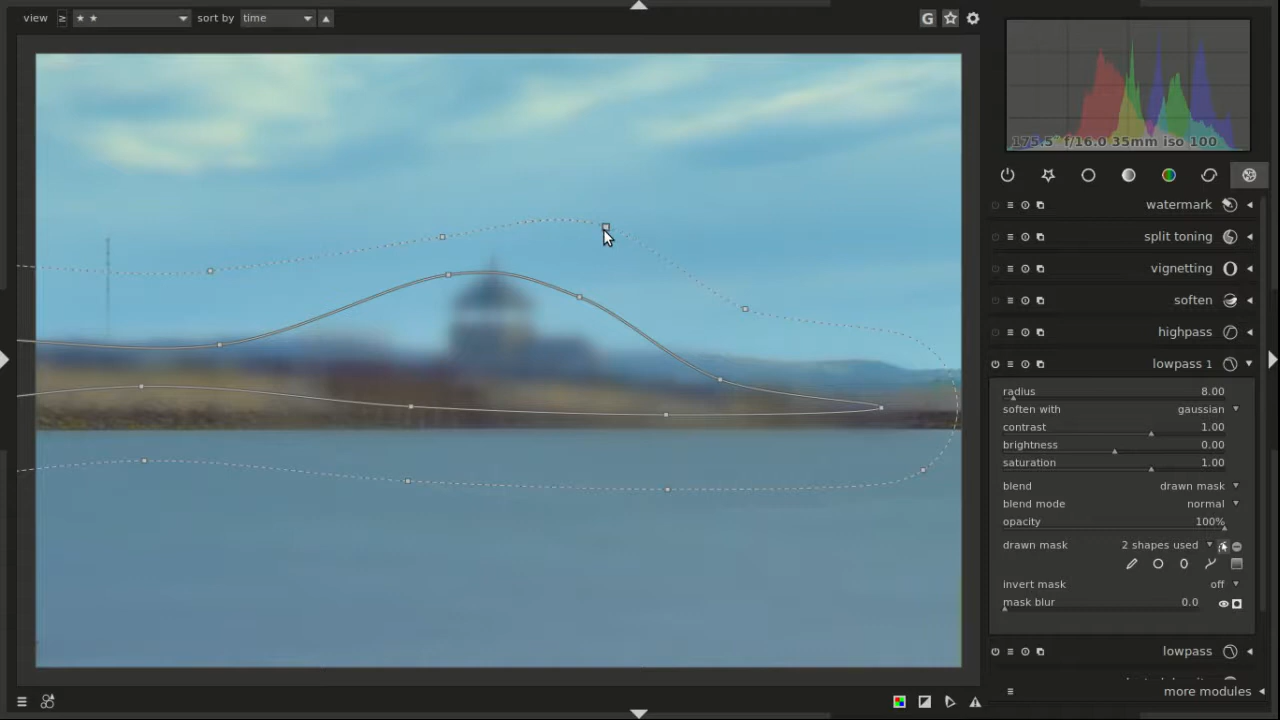 view ≥ ★ ★ sort by time
G
175.5" f/16.0 35mm iso 100
watermark
split toning
vignetting
soften
highpass
lowpass 1
radius 8.00
soften with gaussian
contrast 1.00
brightness 0.00
saturation 1.00
blend drawn mask
blend mode normal
opacity 100%
drawn mask 2 shapes used
invert mask off
mask blur 0.0
lowpass
more modules